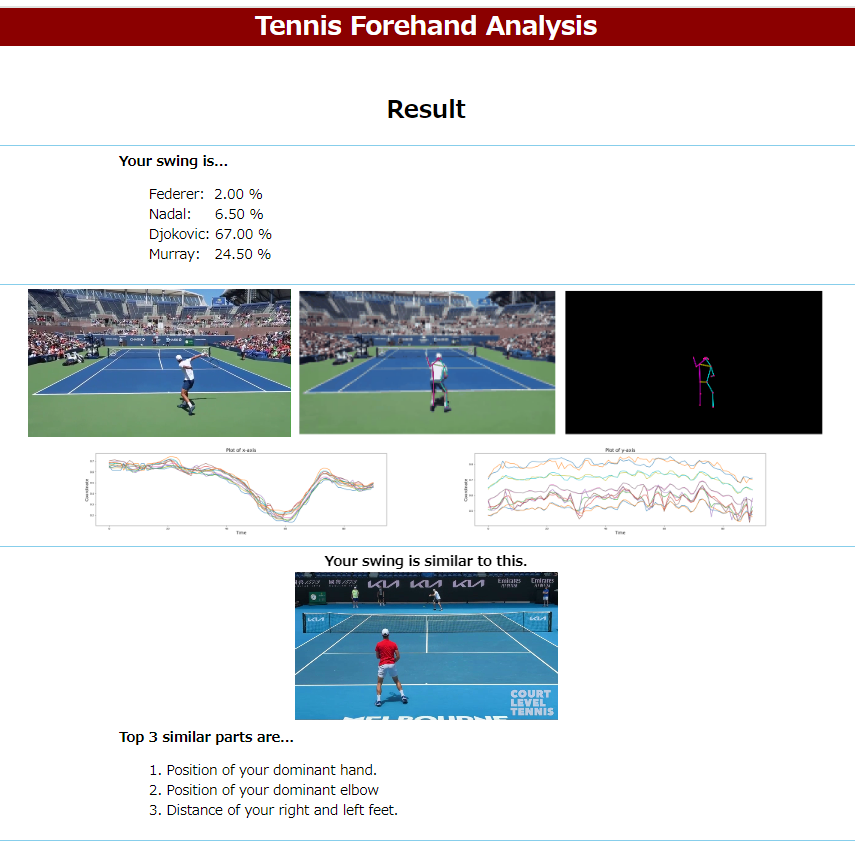 Tennis Forehand Analysis
Result
Your swing is...
Federer: 2.00 %
Nadal: 6.50 %
Djokovic: 67.00 %
Murray: 24.50 %
Plot of x-axis
Coordinate
Time
Plot of y-axis
Coordinate
Time
Your swing is similar to this.
KIA KIA KIA Emirates Emirates
KIA KIA
COURT
LEVEL
TENNIS
MELBOURNE
Top 3 similar parts are...
1. Position of your dominant hand.
2. Position of your dominant elbow
3. Distance of your right and left feet.